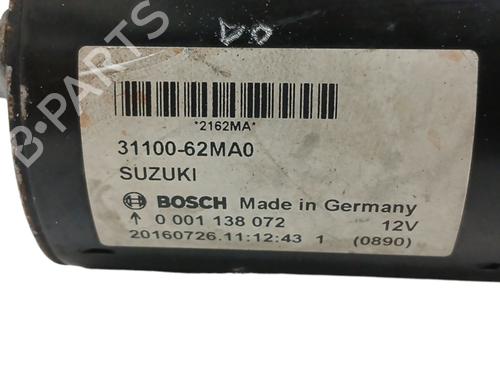 B-PARTS
*2162MA*
31100-62MA0
SUZUKI
BOSCH Made in Germany
↑ 0 001 138 072 12V
20160726.11:12:43 1 (0890)